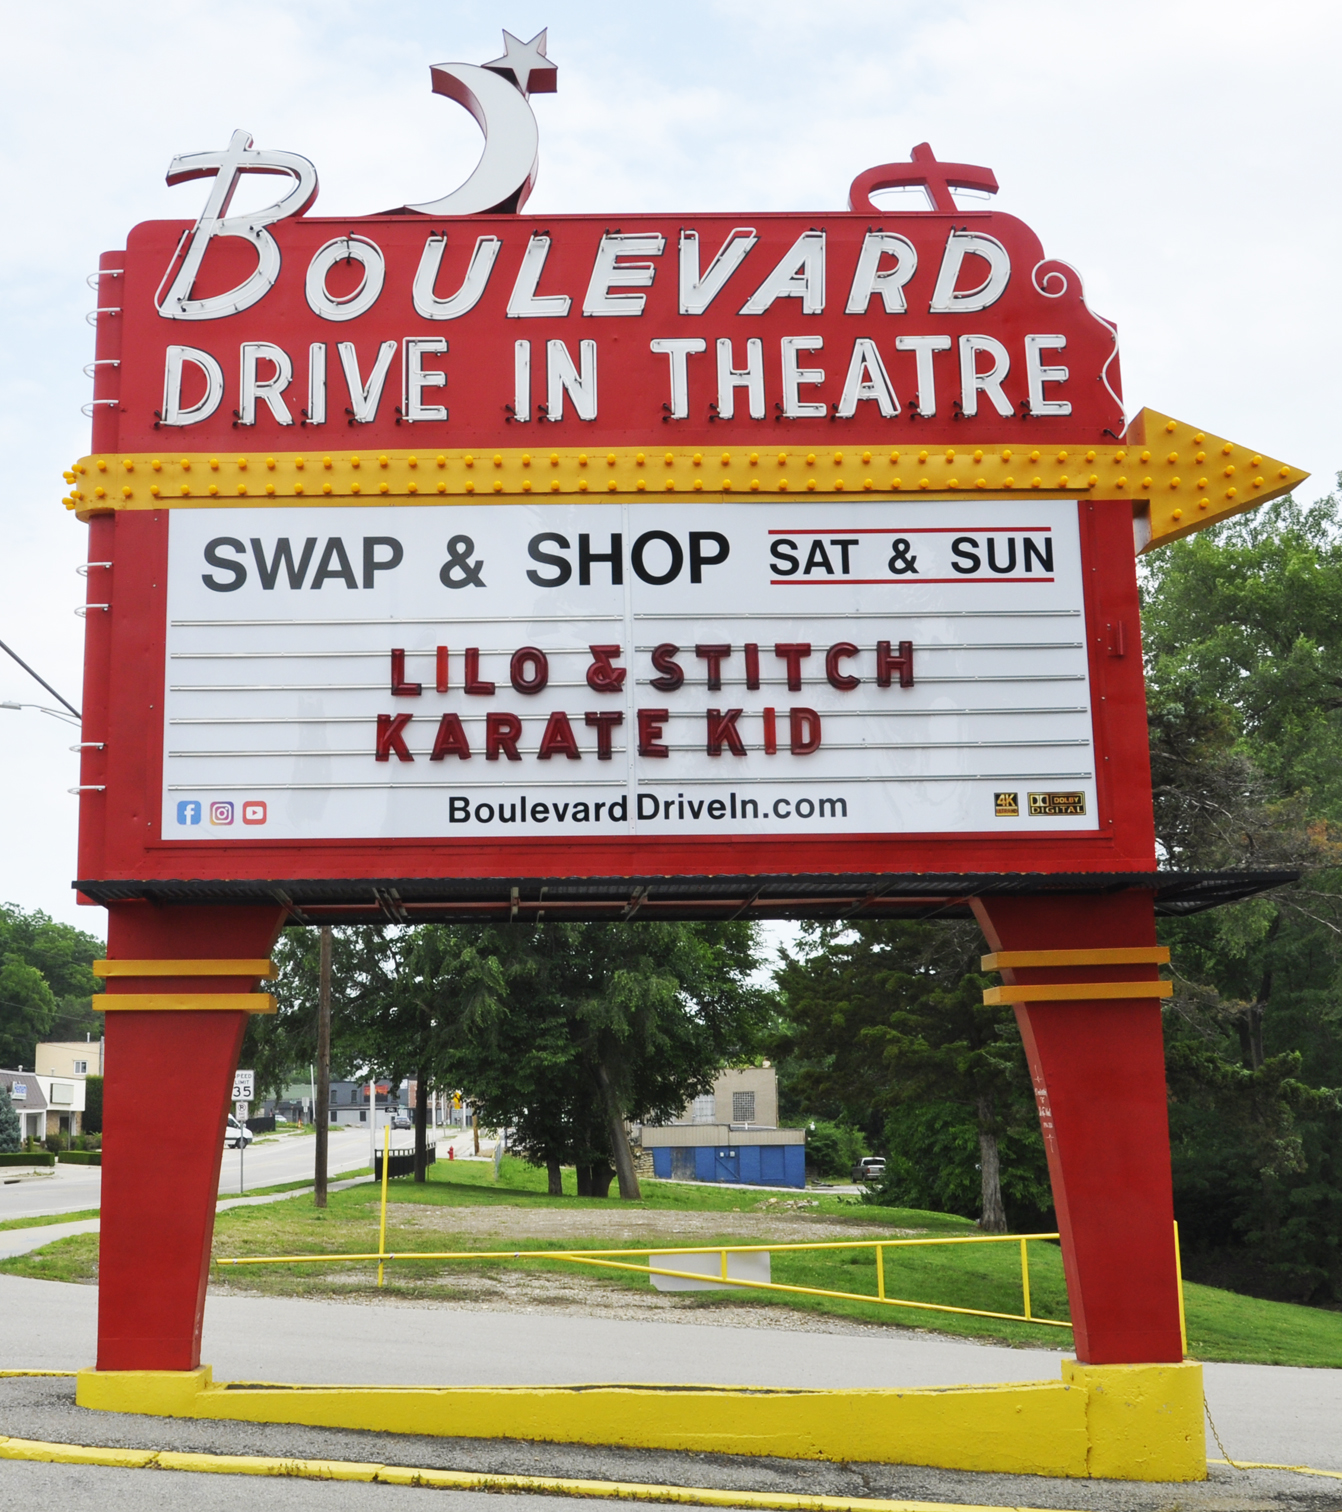 BOULEVARD
DRIVE IN THEATRE
SWAP & SHOP SAT & SUN
LILO & STITCH
KARATE KID
BoulevardDriveIn.com
4K
DOLBY
DIGITAL
SPEED
LIMIT
35